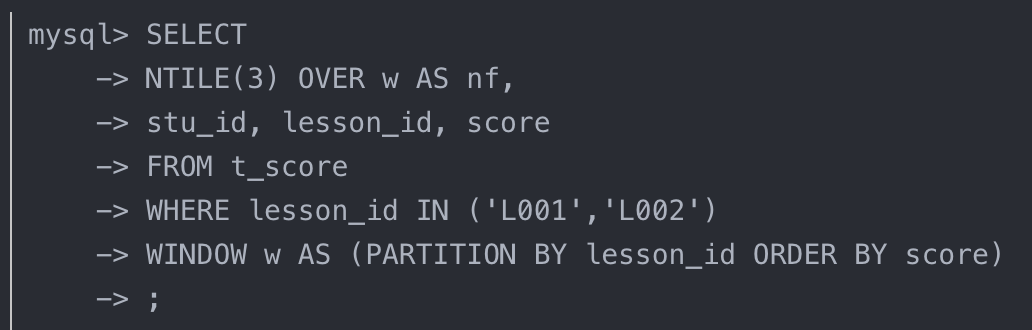 mysql> SELECT
-> NTILE(3) OVER w AS nf,
-> stu_id, lesson_id, score
-> FROM t_score
-> WHERE lesson_id IN ('L001','L002')
-> WINDOW w AS (PARTITION BY lesson_id ORDER BY score)
-> ;